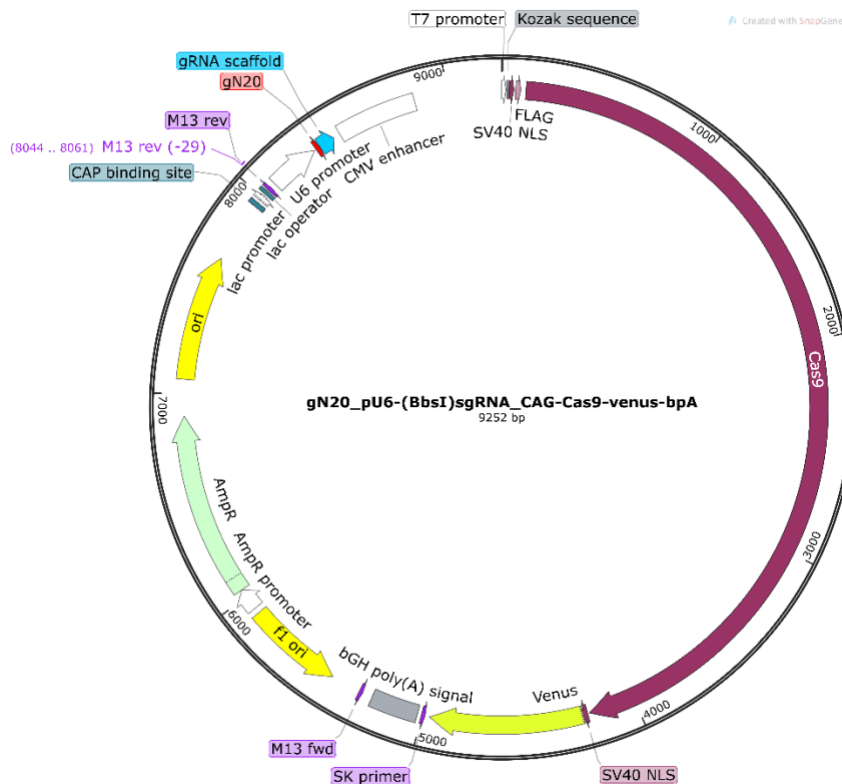 T7 promoter
Kozak sequence
Created with SnapGene
gRNA scaffold
gN20
M13 rev
(8044 .. 8061) M13 rev (-29)
CAP binding site
9000
FLAG
SV40 NLS
1000
CMV enhancer
U6 promoter
lac operator
lac promoter
8000
ori
2000
Cas9
gN20_pU6-(BbsI)sgRNA_CAG-Cas9-venus-bpA
9252 bp
7000
AmpR
AmpR promoter
6000
f1 ori
3000
bGH poly(A) signal
Venus
4000
5000
M13 fwd
SK primer
SV40 NLS